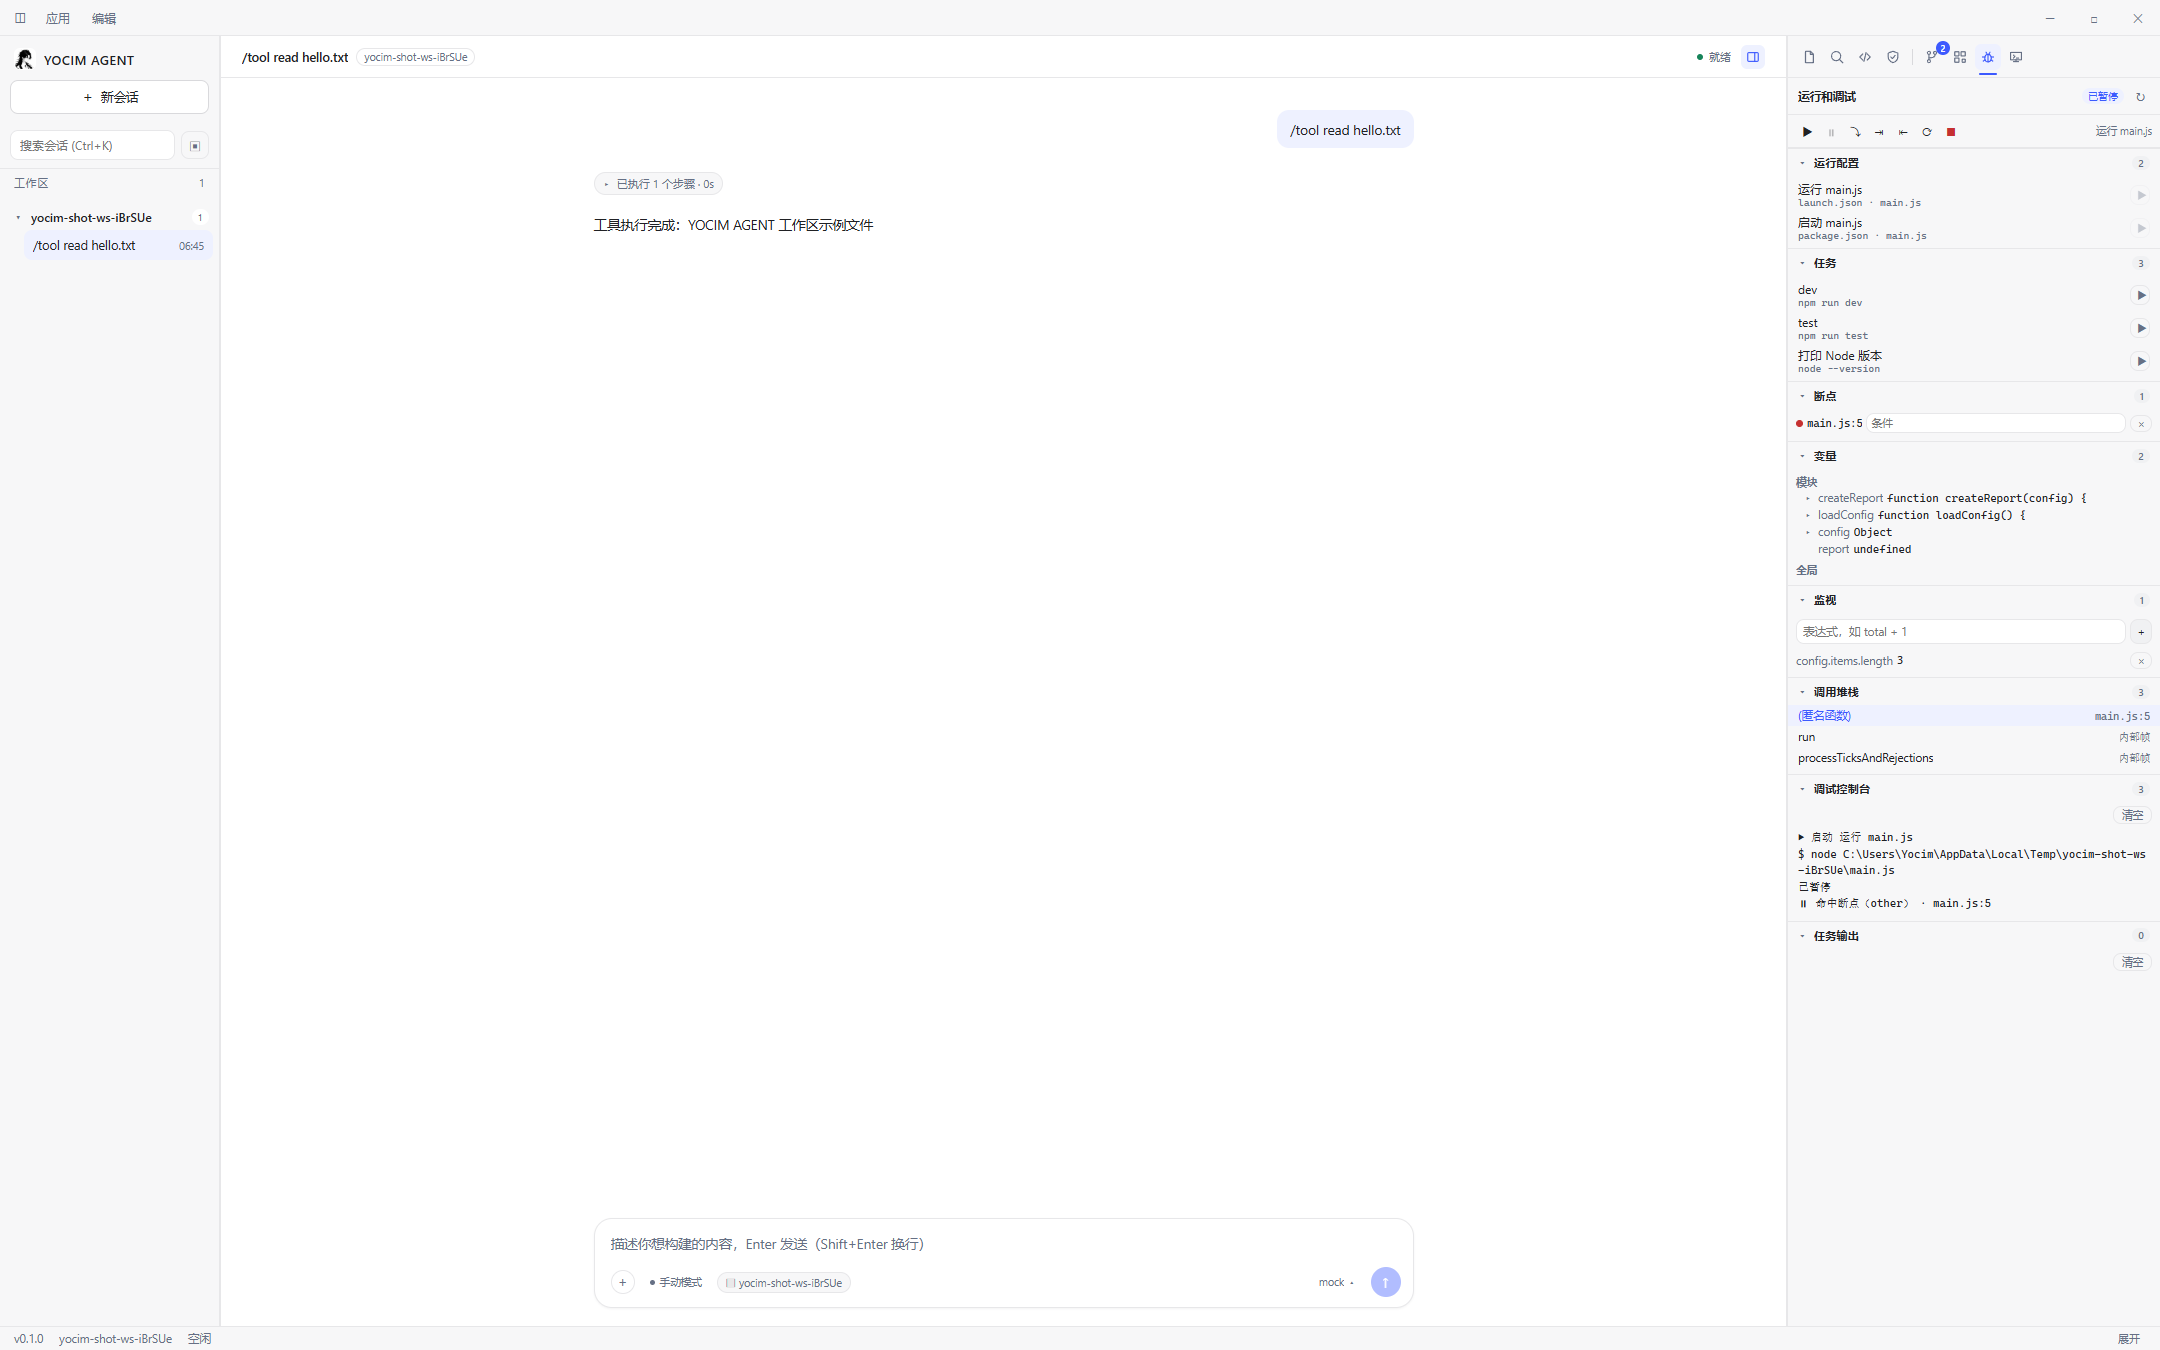 应用 编辑
YOCIM AGENT
+ 新会话
搜索会话 (Ctrl+K)
工作区 1
yocim-shot-ws-iBrSUe 1
/tool read hello.txt 06:45
/tool read hello.txt yocim-shot-ws-iBrSUe
就绪
/tool read hello.txt
已执行 1 个步骤 · 0s
工具执行完成：YOCIM AGENT 工作区示例文件
描述你想构建的内容，Enter 发送（Shift+Enter 换行）
+ 手动模式 yocim-shot-ws-iBrSUe
mock
2
运行和调试 已暂停
运行 main.js
运行配置 2
运行 main.js
launch.json · main.js
启动 main.js
package.json · main.js
任务 3
dev
npm run dev
test
npm run test
打印 Node 版本
node --version
断点 1
main.js:5 条件 ×
变量 2
模块
createReport function createReport(config) {
loadConfig function loadConfig() {
config Object
report undefined
全局
监视 1
表达式，如 total + 1 +
config.items.length 3 ×
调用堆栈 3
(匿名函数) main.js:5
run 内部帧
processTicksAndRejections 内部帧
调试控制台 3
清空
▶ 启动 运行 main.js
$ node C:\Users\Yocim\AppData\Local\Temp\yocim-shot-ws
-iBrSUe\main.js
已暂停
⏸ 命中断点（other） · main.js:5
任务输出 0
清空
v0.1.0 yocim-shot-ws-iBrSUe 空闲
展开